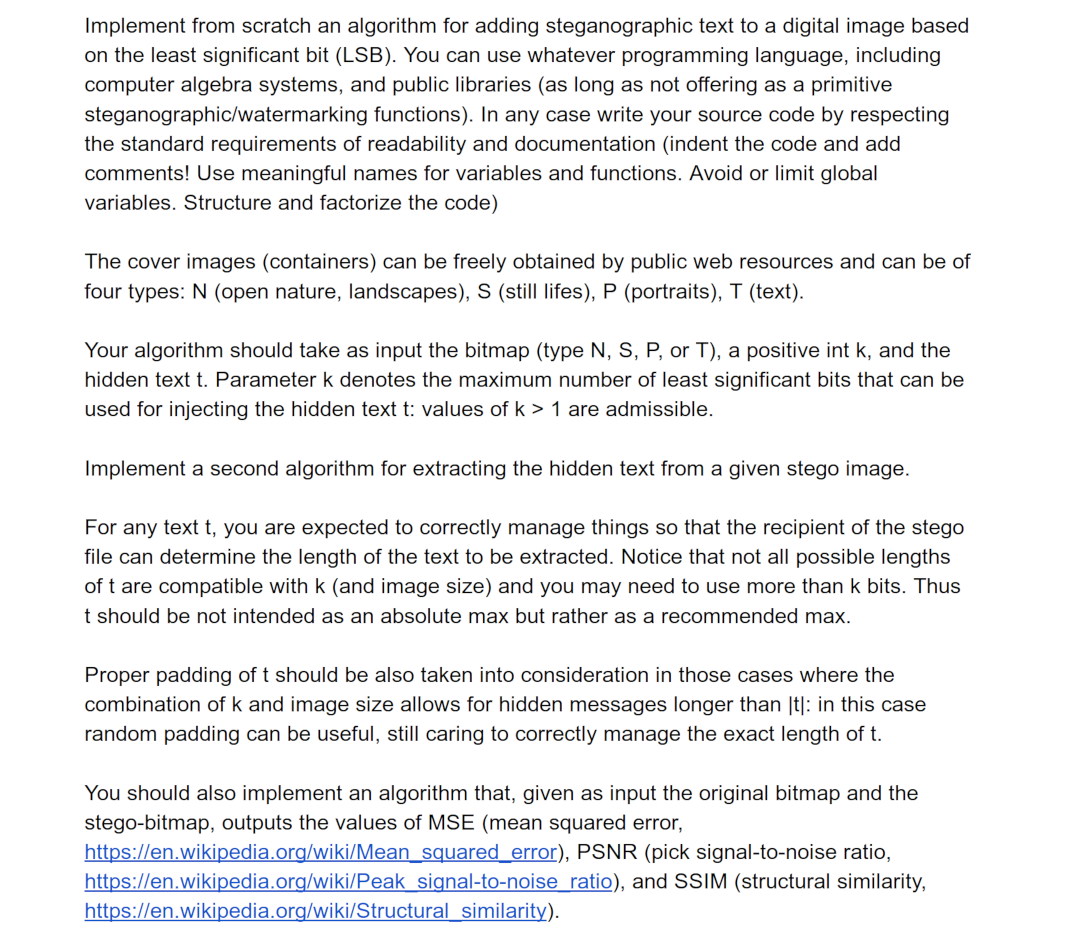 Implement from scratch an algorithm for adding steganographic text to a digital image based
on the least significant bit (LSB). You can use whatever programming language, including
computer algebra systems, and public libraries (as long as not offering as a primitive
steganographic/watermarking functions). In any case write your source code by respecting
the standard requirements of readability and documentation (indent the code and add
comments! Use meaningful names for variables and functions. Avoid or limit global
variables. Structure and factorize the code)
The cover images (containers) can be freely obtained by public web resources and can be of
four types: N (open nature, landscapes), S (still lifes), P (portraits), T (text).
Your algorithm should take as input the bitmap (type N, S, P, or T), a positive int k, and the
hidden text t. Parameter k denotes the maximum number of least significant bits that can be
used for injecting the hidden text t: values of k > 1 are admissible.
Implement a second algorithm for extracting the hidden text from a given stego image.
For any text t, you are expected to correctly manage things so that the recipient of the stego
file can determine the length of the text to be extracted. Notice that not all possible lengths
of t are compatible with k (and image size) and you may need to use more than k bits. Thus
t should be not intended as an absolute max but rather as a recommended max.
Proper padding of t should be also taken into consideration in those cases where the
combination of k and image size allows for hidden messages longer than |t|: in this case
random padding can be useful, still caring to correctly manage the exact length of t.
You should also implement an algorithm that, given as input the original bitmap and the
stego-bitmap, outputs the values of MSE (mean squared error,
https://en.wikipedia.org/wiki/Mean_squared_error), PSNR (pick signal-to-noise ratio,
https://en.wikipedia.org/wiki/Peak_signal-to-noise_ratio), and SSIM (structural similarity,
https://en.wikipedia.org/wiki/Structural_similarity).